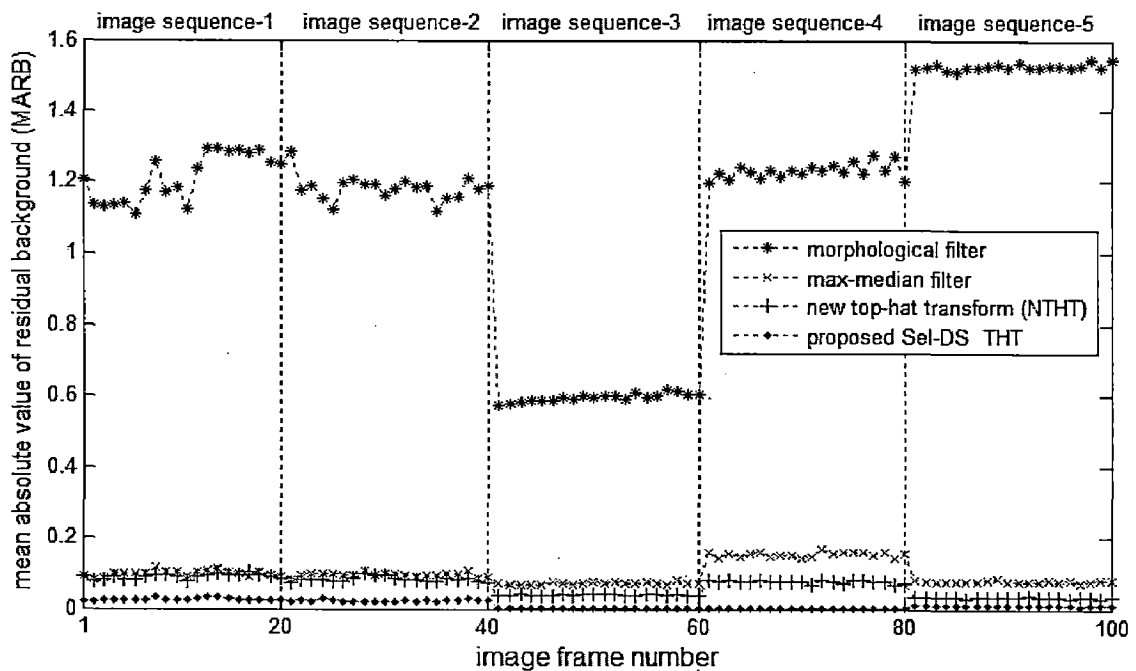 image sequence-1 image sequence-2 image sequence-3 image sequence-4 image sequence-5
mean absolute value of residual background (MARB)
1.6
1.4
1.2
1
0.8
0.6
0.4
0.2
0
morphological filter
max-median filter
new top-hat transform (NTHT)
proposed Sel-DS THT
1 20 40 60 80 100
image frame number